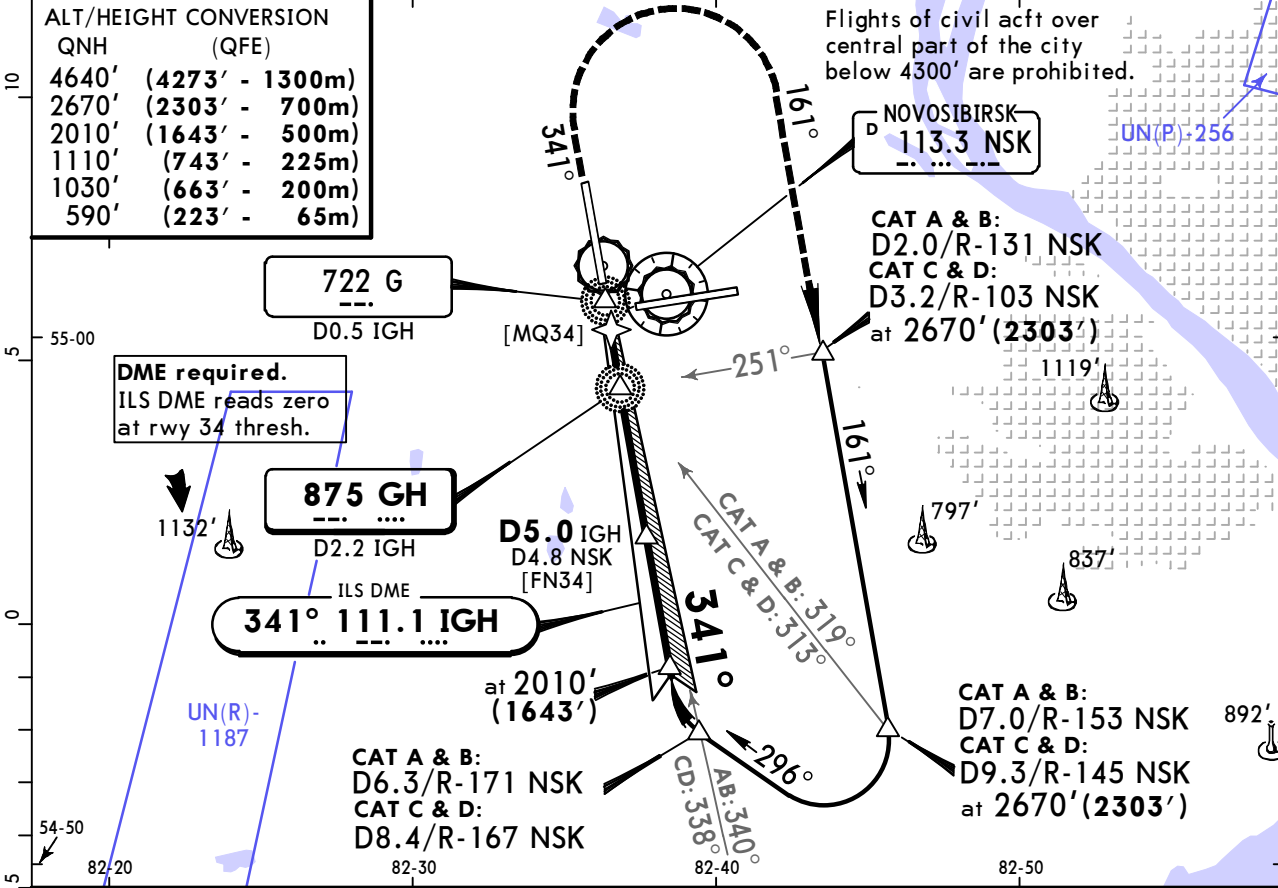 ALT/HEIGHT CONVERSION
QNH (QFE)
4640' (4273' - 1300m)
2670' (2303' - 700m)
2010' (1643' - 500m)
1110' (743' - 225m)
1030' (663' - 200m)
590' (223' - 65m)
Flights of civil acft over
central part of the city
below 4300' are prohibited.
10
341°
161°
NOVOSIBIRSK
D 113.3 NSK
UN(P)-256
CAT A & B:
D2.0/R-131 NSK
CAT C & D:
D3.2/R-103 NSK
at 2670'(2303')
722 G
D0.5 IGH
[MQ34]
5
55-00
251°
1119'
DME required.
ILS DME reads zero
at rwy 34 thresh.
161°
875 GH
D2.2 IGH
1132'
797'
837'
D5.0 IGH
D4.8 NSK
[FN34]
CAT A & B: 319°
CAT C & D: 313°
ILS DME
341° 111.1 IGH
0
341°
at 2010'
(1643')
UN(R)-
1187
CAT A & B:
D7.0/R-153 NSK
CAT C & D:
D9.3/R-145 NSK
at 2670'(2303')
892'
CAT A & B:
D6.3/R-171 NSK
CAT C & D:
D8.4/R-167 NSK
296°
AB: 340°
CD: 338°
54-50
5
82-20
82-30
82-40
82-50